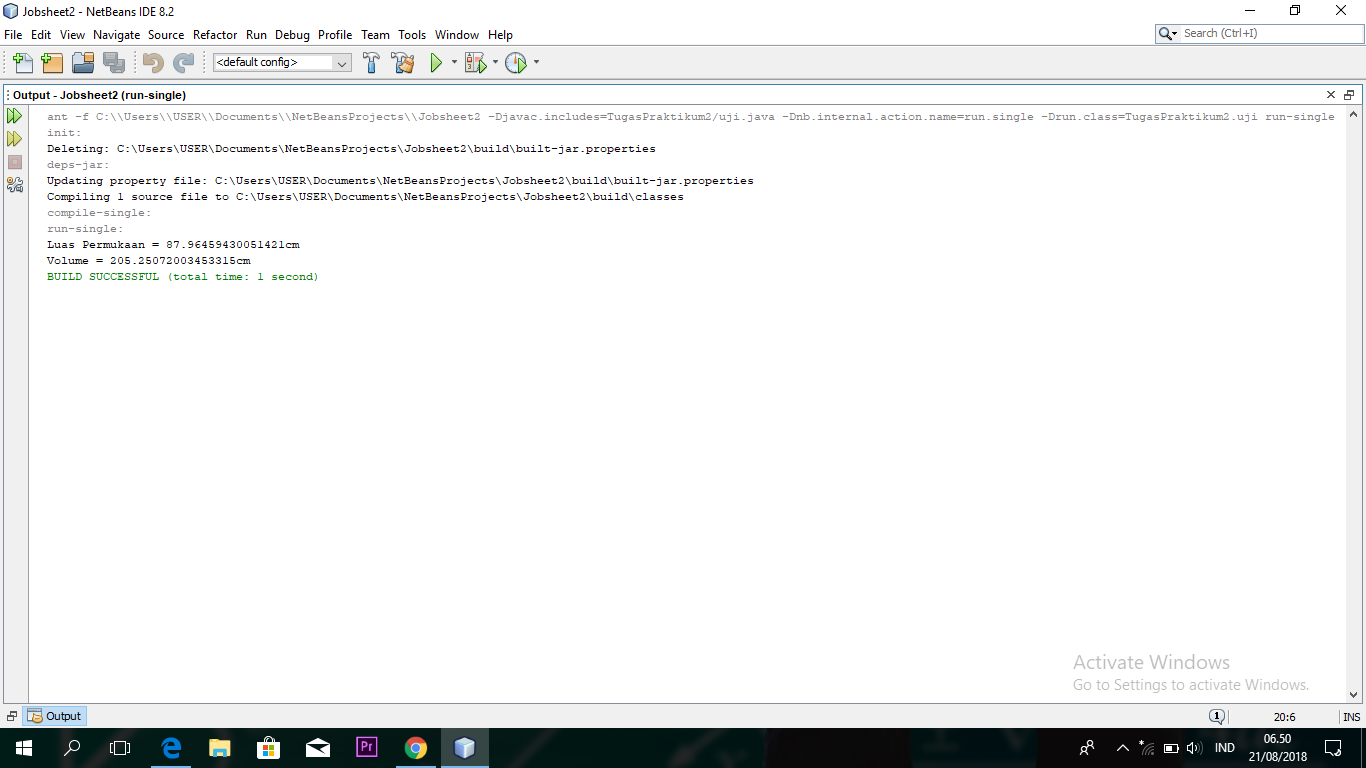 Jobsheet2 - NetBeans IDE 8.2
File Edit View Navigate Source Refactor Run Debug Profile Team Tools Window Help
Search (Ctrl+I)
<default config>
Output - Jobsheet2 (run-single)
ant -f C:\\Users\\USER\\Documents\\NetBeansProjects\\Jobsheet2 -Djavac.includes=TugasPraktikum2/uji.java -Dnb.internal.action.name=run.single -Drun.class=TugasPraktikum2.uji run-single
init:
Deleting: C:\Users\USER\Documents\NetBeansProjects\Jobsheet2\build\built-jar.properties
deps-jar:
Updating property file: C:\Users\USER\Documents\NetBeansProjects\Jobsheet2\build\built-jar.properties
Compiling 1 source file to C:\Users\USER\Documents\NetBeansProjects\Jobsheet2\build\classes
compile-single:
run-single:
Luas Permukaan = 87.96459430051421cm
Volume = 205.25072003453315cm
BUILD SUCCESSFUL (total time: 1 second)
Activate Windows
Go to Settings to activate Windows.
Output
1
20:6
INS
Pr
IND
06.50
21/08/2018